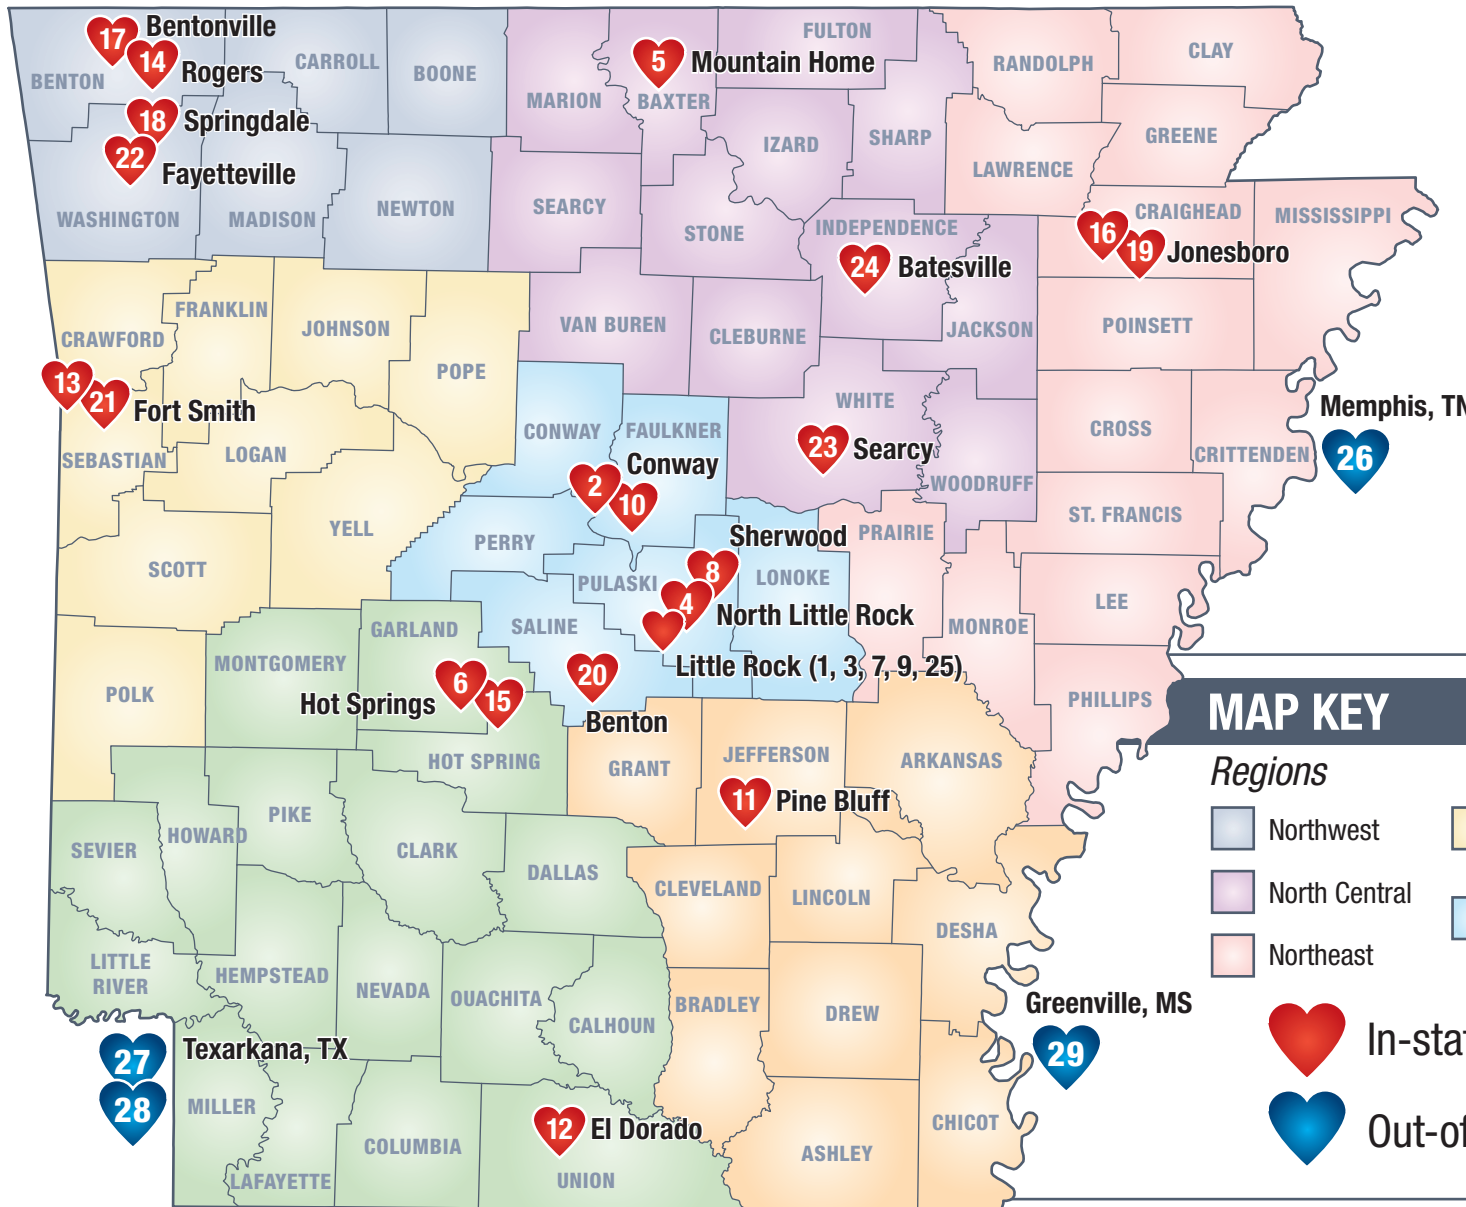 Bentonville
17
14
Rogers
BENTON
CARROLL
BOONE
18
Springdale
22
Fayetteville
WASHINGTON
MADISON
NEWTON
MARION
5
Mountain Home
BAXTER
FULTON
IZARD
SHARP
SEARCY
STONE
INDEPENDENCE
24
Batesville
RANDOLPH
CLAY
GREENE
LAWRENCE
CRAIGHEAD
MISSISSIPPI
16
19
Jonesboro
POINSETT
CRAWFORD
FRANKLIN
JOHNSON
POPE
VAN BUREN
CLEBURNE
JACKSON
13
21
Fort Smith
SEBASTIAN
LOGAN
CONWAY
FAULKNER
Conway
2
10
WHITE
23
Searcy
WOODRUFF
CROSS
CRITTENDEN
Memphis, TN
26
ST. FRANCIS
SCOTT
YELL
PERRY
Sherwood
PRAIRIE
PULASKI
8
LONOKE
4
North Little Rock
LEE
MONROE
SALINE
Little Rock (1, 3, 7, 9, 25)
20
Benton
PHILLIPS
POLK
MONTGOMERY
GARLAND
6
15
Hot Springs
HOT SPRING
GRANT
JEFFERSON
11
Pine Bluff
ARKANSAS
SEVIER
HOWARD
PIKE
CLARK
DALLAS
CLEVELAND
LINCOLN
DESHA
LITTLE
RIVER
HEMPSTEAD
NEVADA
OUACHITA
CALHOUN
BRADLEY
DREW
Greenville, MS
29
27
28
Texarkana, TX
MILLER
LAFAYETTE
COLUMBIA
12
El Dorado
UNION
ASHLEY
CHICOT
MAP KEY
Regions
Northwest
North Central
Northeast
In-stat
Out-of